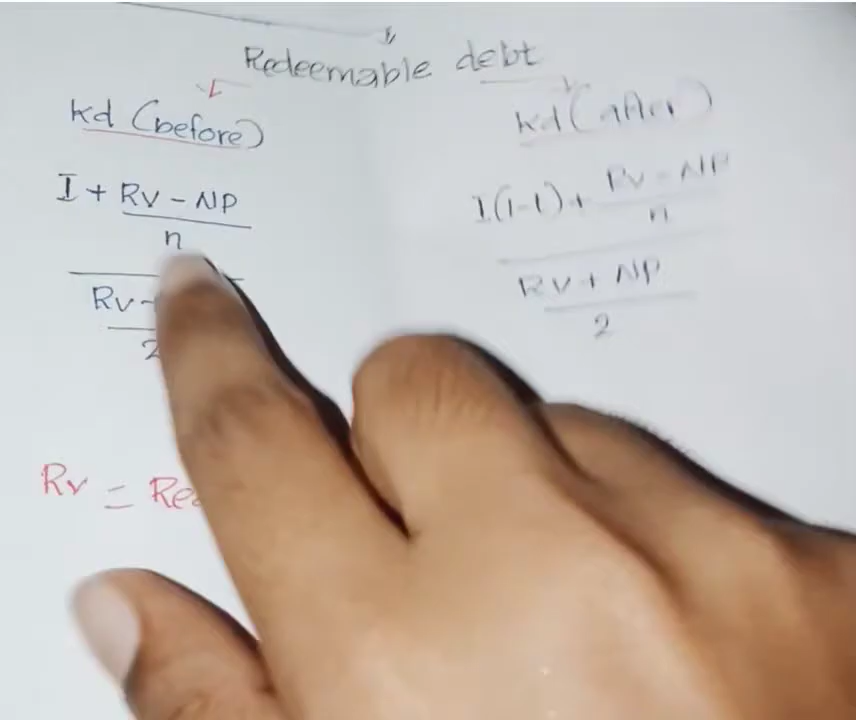 Redeemable debt
Kd (before)
Kd (after)
I + RV - NP
n
RV-
2
I(1-t) + RV - NP
n
RV + NP
2
Rv = Re